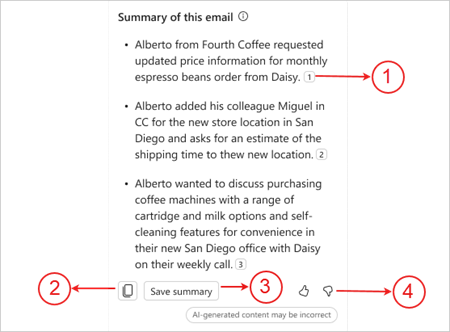 Summary of this email
• Alberto from Fourth Coffee requested
updated price information for monthly
espresso beans order from Daisy. 1
1
• Alberto added his colleague Miguel in
CC for the new store location in San
Diego and asks for an estimate of the
shipping time to thew new location. 2
• Alberto wanted to discuss purchasing
coffee machines with a range of
cartridge and milk options and self-
cleaning features for convenience in
their new San Diego office with Daisy
on their weekly call. 3
2
Save summary
3
4
AI-generated content may be incorrect